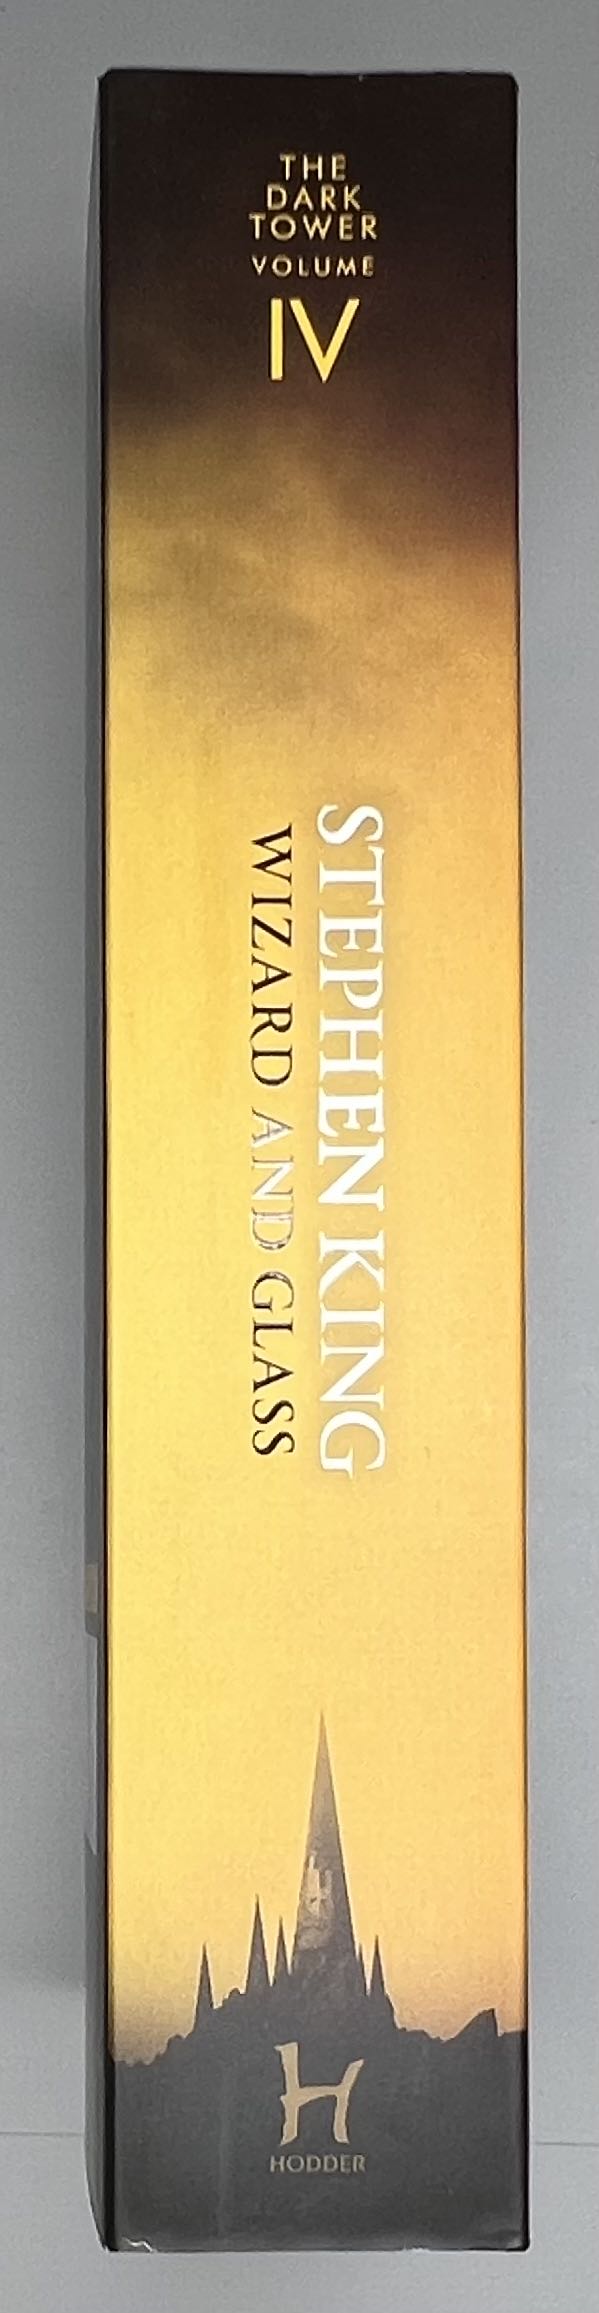 THE
DARK
TOWER
VOLUME
IV
STEPHEN KING
WIZARD AND GLASS
H
HODDER